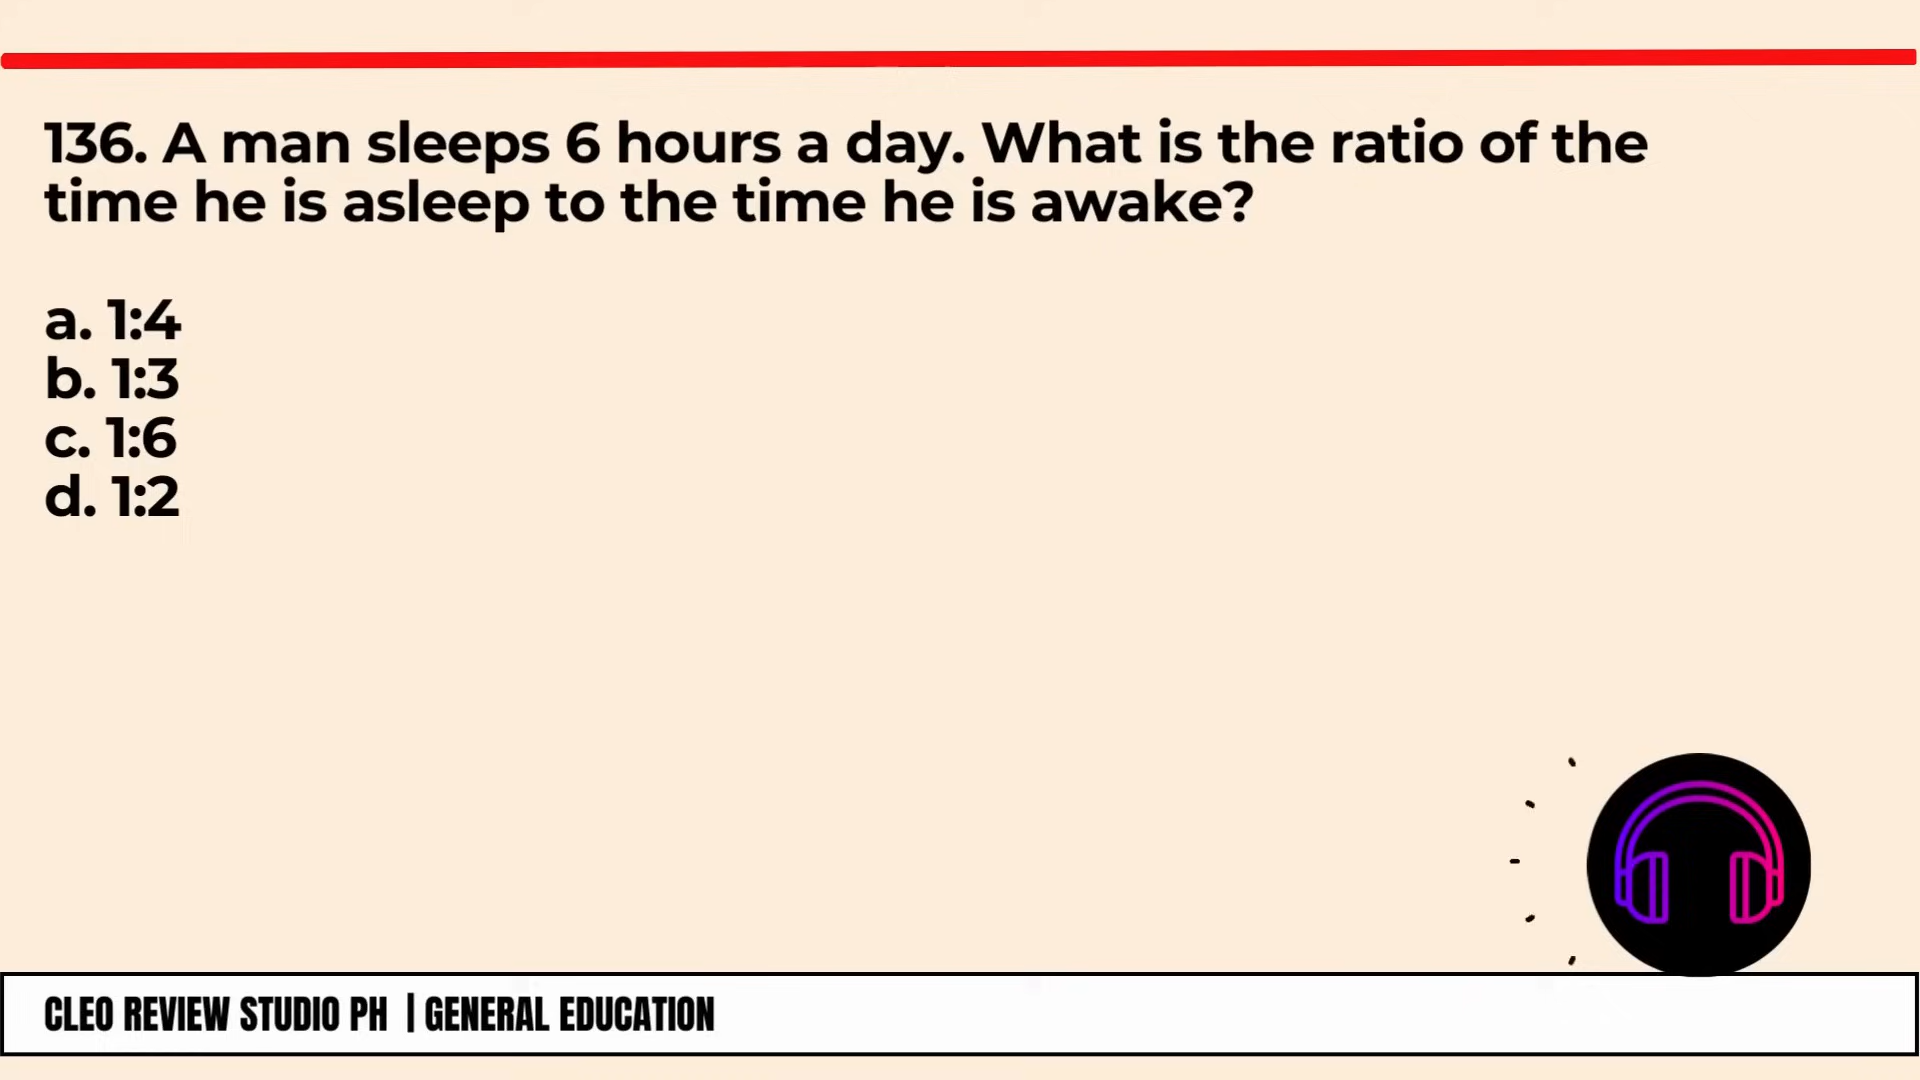 136. A man sleeps 6 hours a day. What is the ratio of the
time he is asleep to the time he is awake?
a. 1:4
b. 1:3
c. 1:6
d. 1:2
CLEO REVIEW STUDIO PH | GENERAL EDUCATION